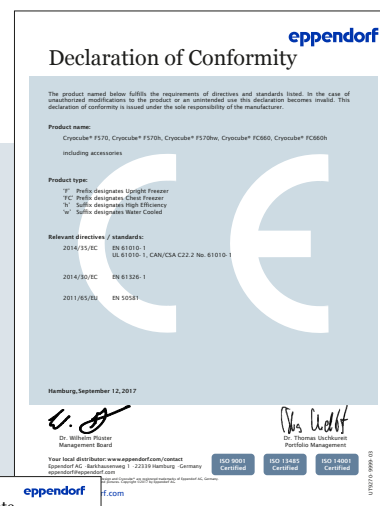 eppendorf
Declaration of Conformity
The product named below fulfills the requirements of directives and standards listed. In the case of
unauthorized modifications to the product or an unintended use this declaration becomes invalid. This
declaration of conformity is issued under the sole responsibility of the manufacturer.
Product name:
Cryocube® F570, Cryocube® F570h, Cryocube® F570hw, Cryocube® FC660, Cryocube® FC660h
including accessories
Product type:
'F' Prefix designates Upright Freezer
'FC' Prefix designates Chest Freezer
'h' Suffix designates High Efficiency
'w' Suffix designates Water Cooled
Relevant directives / standards:
2014/35/EC EN 61010-1
UL 61010-1, CAN/CSA C22.2 No. 61010-1
2014/30/EC EN 61326-1
2011/65/EU EN 50581
CE
Hamburg, September 12, 2017
Dr. Wilhelm Plüster
Management Board
Dr. Thomas Uschkureit
Portfolio Management
Your local distributor: www.eppendorf.com/contact
Eppendorf AG · Barkhausenweg 1 · 22339 Hamburg · Germany
eppendorf@eppendorf.com
ISO 9001
Certified
ISO 13485
Certified
ISO 14001
Certified
eppendorf
rf.com